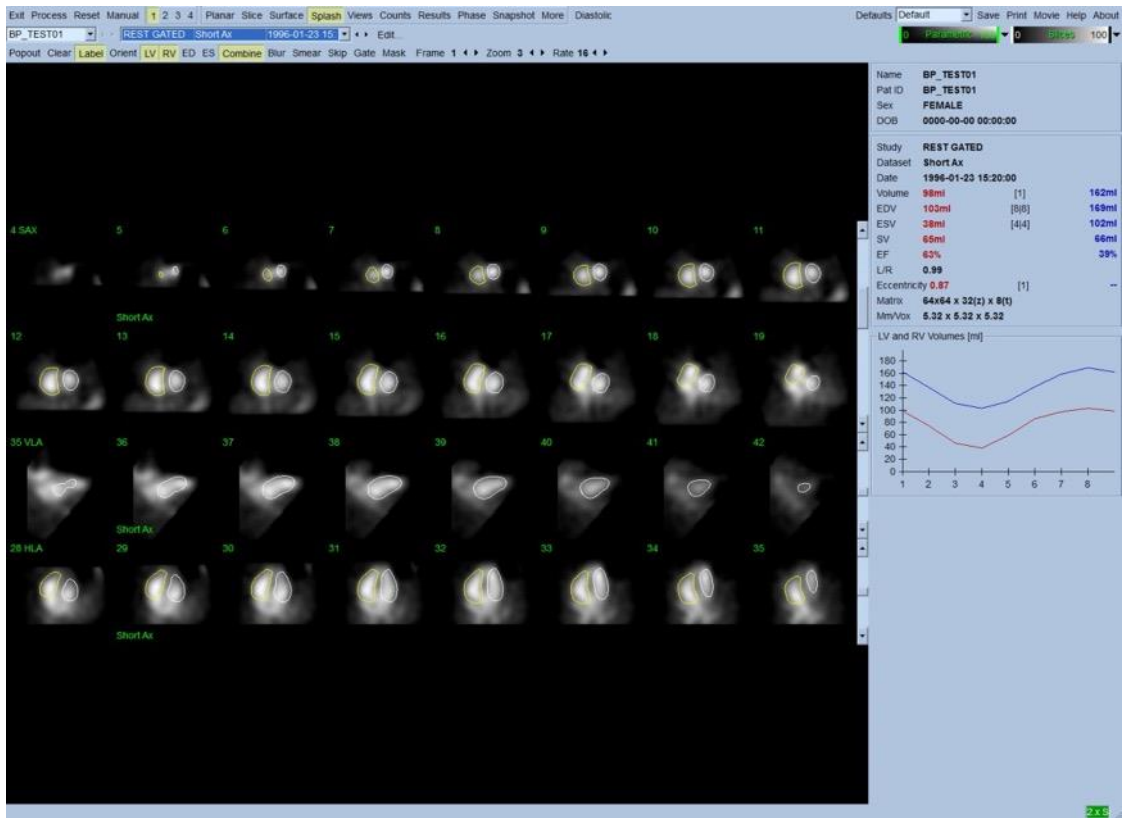 Exit Process Reset Manual 1 2 3 4 Planar Slice Surface Splash Views Counts Results Phase Snapshot More Diastolic Defaults Default Save Print Movie Help About
BP_TEST01 REST GATED Short Ax 1996-01-23 15: Edit... 0 Parametric 0 Slices 100
Popout Clear Label Orient LV RV ED ES Combine Blur Smear Skip Gate Mask Frame 1 Zoom 3 Rate 16
Name BP_TEST01
Pat ID BP_TEST01
Sex FEMALE
DOB 0000-00-00 00:00:00
Study REST GATED
Dataset Short Ax
Date 1996-01-23 15:20:00
Volume 98ml [1] 162ml
EDV 103ml [8|8] 169ml
ESV 38ml [4|4] 102ml
SV 65ml 66ml
EF 63% 39%
L/R 0.99
Eccentricity 0.87 [1] --
Matrix 64x64 x 32(z) x 8(t)
Mm/Vox 5.32 x 5.32 x 5.32
LV and RV Volumes [ml]
180
160
140
120
100
80
60
40
20
0
1 2 3 4 5 6 7 8
4 SAX 5 6 7 8 9 10 11
Short Ax
12 13 14 15 16 17 18 19
35 VLA 36 37 38 39 40 41 42
Short Ax
28 HLA 29 30 31 32 33 34 35
Short Ax
2 x S